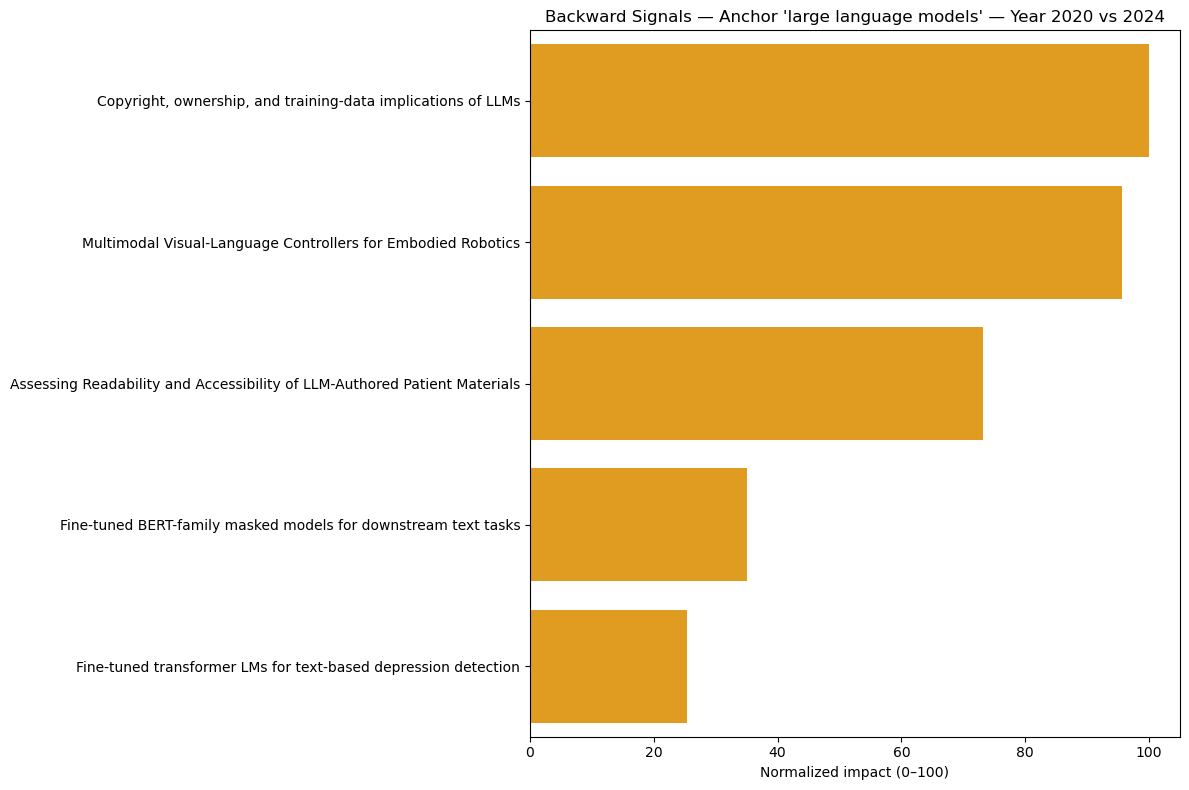 Backward Signals — Anchor 'large language models' — Year 2020 vs 2024
Copyright, ownership, and training-data implications of LLMs
Multimodal Visual-Language Controllers for Embodied Robotics
Assessing Readability and Accessibility of LLM-Authored Patient Materials
Fine-tuned BERT-family masked models for downstream text tasks
Fine-tuned transformer LMs for text-based depression detection
0 20 40 60 80 100
Normalized impact (0–100)